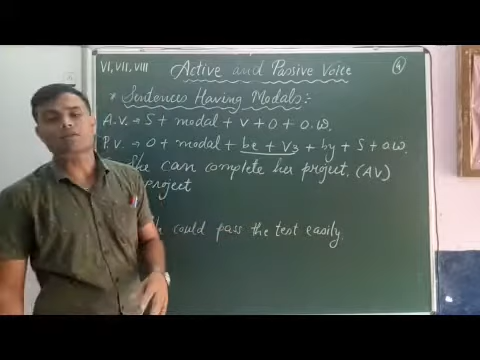 VI, VII, VIII Active and Passive Voice 4
* Sentences Having Modals:-
A.V. → S + modal + V + O + O.W.
P.V. → O + modal + be + V3 + by + S + O.W.
She can complete her project. (AV)
project
could pass the test easily.